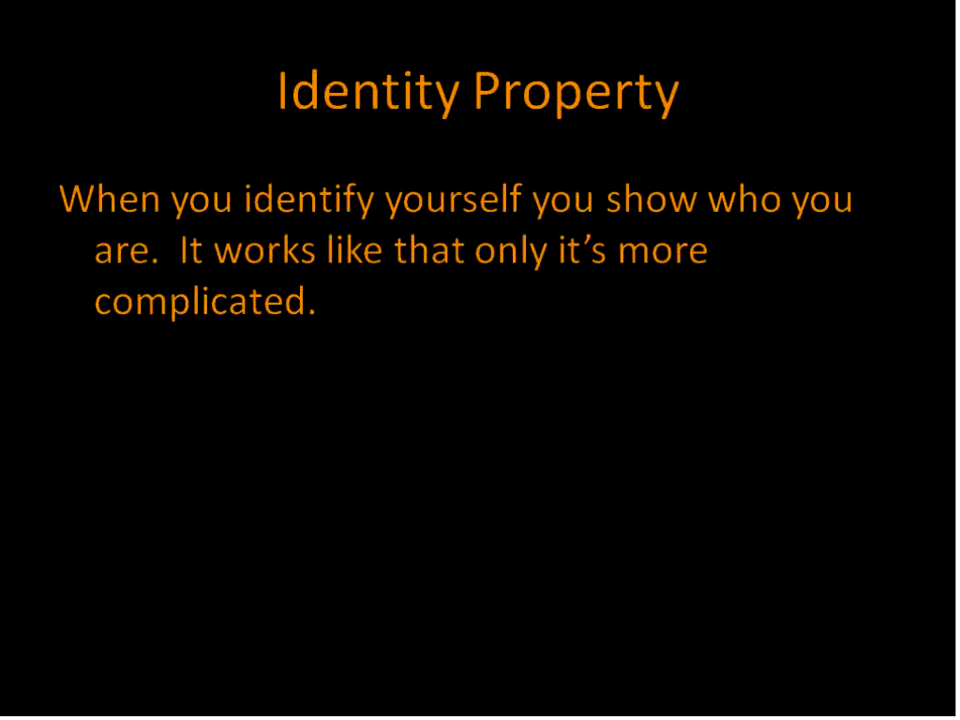 Identity Property
When you identify yourself you show who you
are.  It works like that only it’s more
complicated.